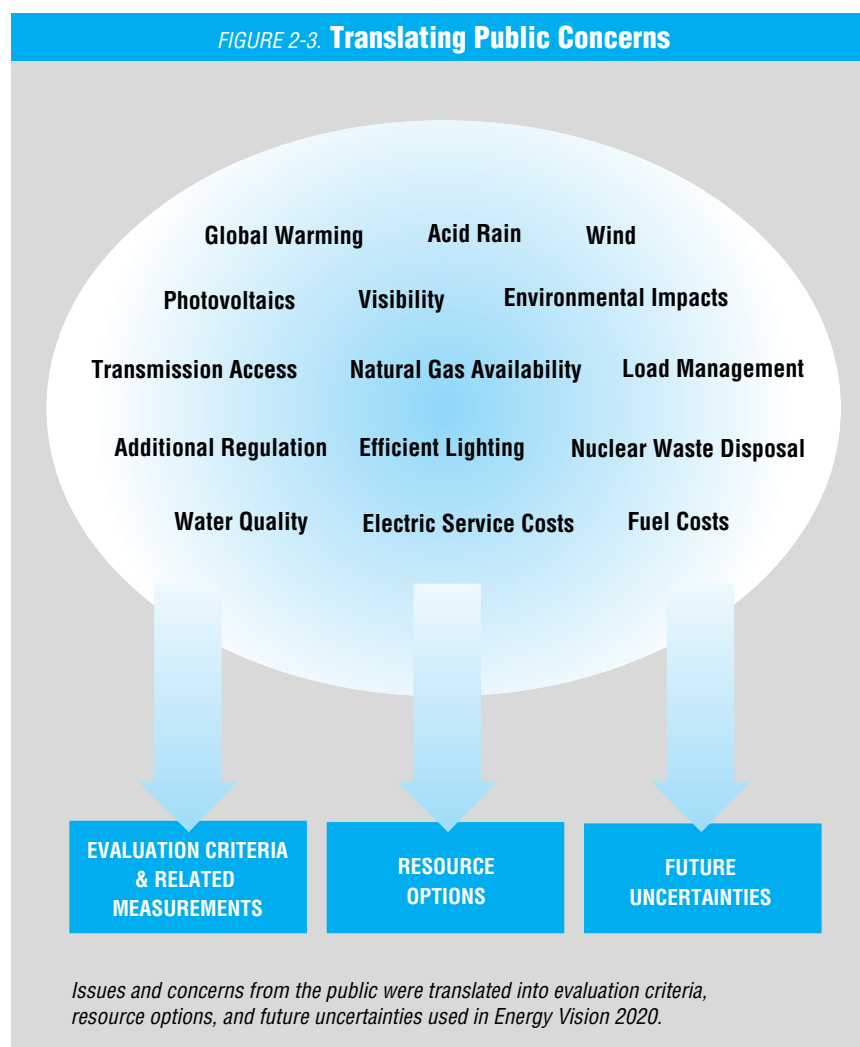 FIGURE 2-3. Translating Public Concerns
Global Warming Acid Rain Wind
Photovoltaics Visibility Environmental Impacts
Transmission Access Natural Gas Availability Load Management
Additional Regulation Efficient Lighting Nuclear Waste Disposal
Water Quality Electric Service Costs Fuel Costs
EVALUATION CRITERIA
& RELATED
MEASUREMENTS
RESOURCE
OPTIONS
FUTURE
UNCERTAINTIES
Issues and concerns from the public were translated into evaluation criteria,
resource options, and future uncertainties used in Energy Vision 2020.